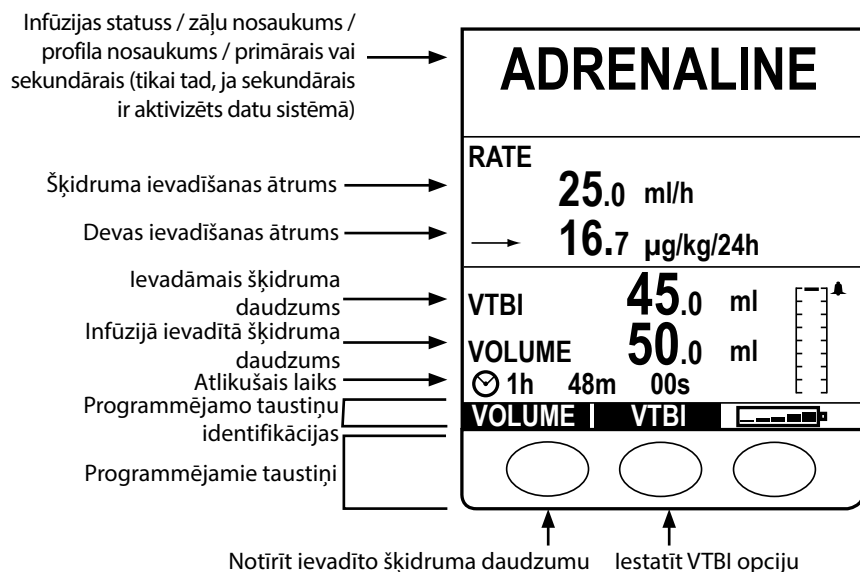 Infūzijas statuss / zāļu nosaukums /
profila nosaukums / primārais vai
sekundārais (tikai tad, ja sekundārais
ir aktivizēts datu sistēmā)
ADRENALINE
RATE
Šķidruma ievadīšanas ātrums
25.0 ml/h
Devas ievadīšanas ātrums
16.7 µg/kg/24h
Ievadāmais šķidruma
daudzums
VTBI 45.0 ml
Infūzijā ievadītā šķidruma
daudzums
VOLUME 50.0 ml
Atlikušais laiks
1h 48m 00s
Programmējamo taustiņu
identifikācijas
VOLUME VTBI
Programmējamie taustiņi
Notīrīt ievadīto šķidruma daudzumu Iestatīt VTBI opciju